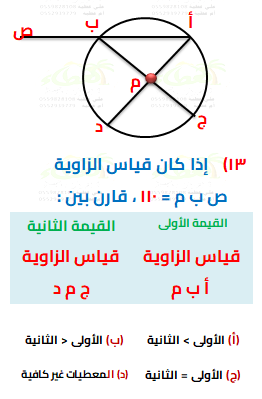 ص
ب
أ
م
د
ج
١٣) إذا كان قياس الزاوية
ص ب م = ١١٠ ، قارن بين :
القيمة الأولى
القيمة الثانية
قياس الزاوية
أ ب م
قياس الزاوية
ج م د
(أ) الأولى > الثانية
(ب) الأولى < الثانية
(ج) الأولى = الثانية
(د) المعطيات غير كافية